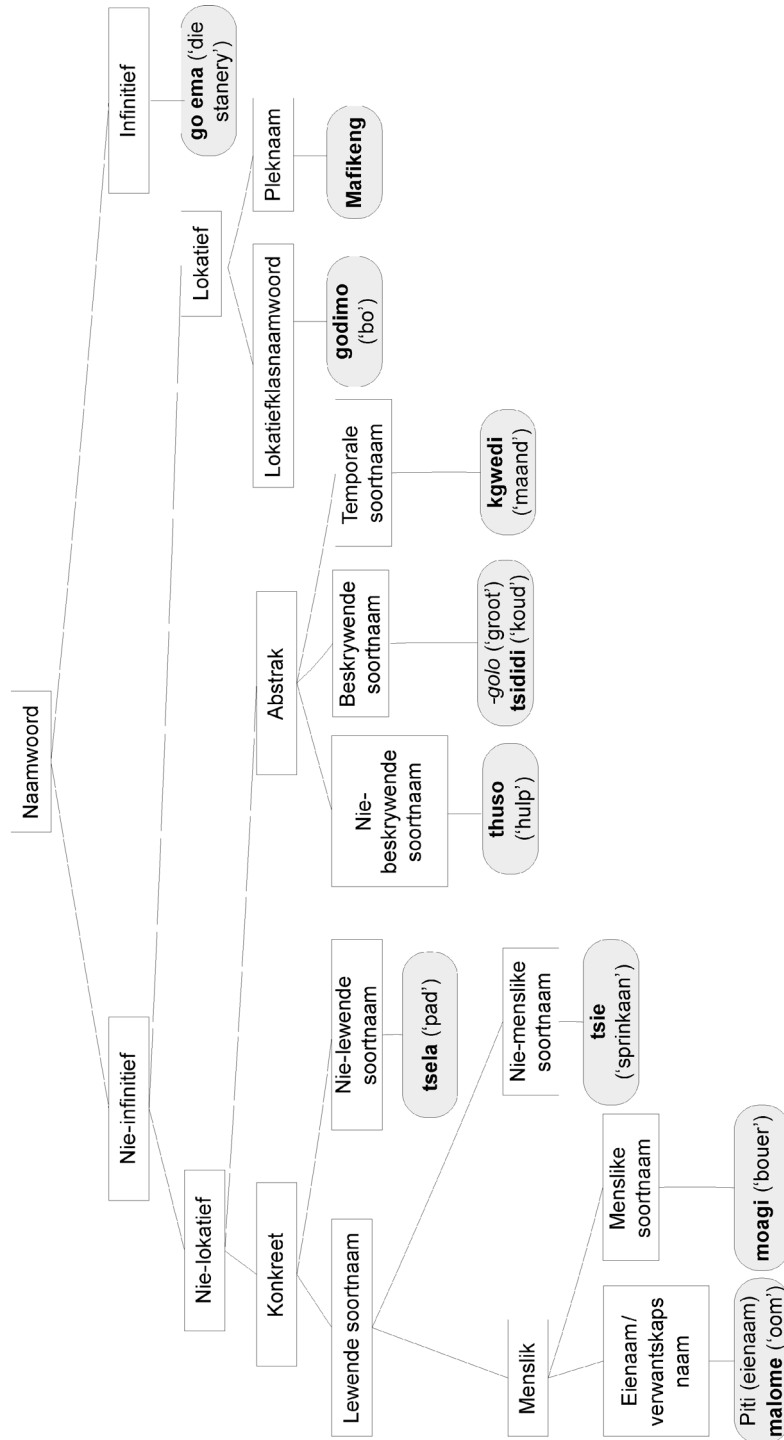 Naamwoord
Nie-infinitief
Infinitief
go ema (‘die
stanery’)
Nie-lokatief
Lokatief
Konkreet
Abstrak
Lokatiefklasnaamwoord
Pleknaam
godimo
(‘bo’)
Mafikeng
Lewende soortnaam
Nie-lewende
soortnaam
Nie-
beskrywende
soortnaam
Beskrywende
soortnaam
Temporale
soortnaam
tsela (‘pad’)
thuso
(‘hulp’)
-golo (‘groot’)
tsididi (‘koud’)
kgwedi
(‘maand’)
Menslik
Nie-menslike
soortnaam
tsie
(‘sprinkaan’)
Eienaam/
verwantskaps
naam
Menslike
soortnaam
Piti (eienaam)
malome (‘oom’)
moagi (‘bouer’)